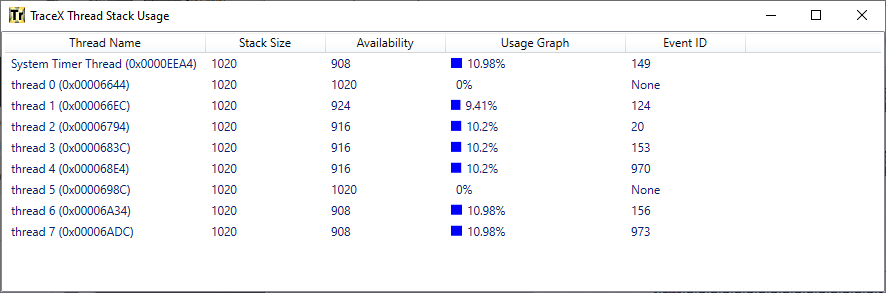 Tr TraceX Thread Stack Usage
Thread Name Stack Size Availability Usage Graph Event ID
System Timer Thread (0x0000EEA4) 1020 908 10.98% 149
thread 0 (0x00006644) 1020 1020 0% None
thread 1 (0x000066EC) 1020 924 9.41% 124
thread 2 (0x00006794) 1020 916 10.2% 20
thread 3 (0x0000683C) 1020 916 10.2% 153
thread 4 (0x000068E4) 1020 916 10.2% 970
thread 5 (0x0000698C) 1020 1020 0% None
thread 6 (0x00006A34) 1020 908 10.98% 156
thread 7 (0x00006ADC) 1020 908 10.98% 973